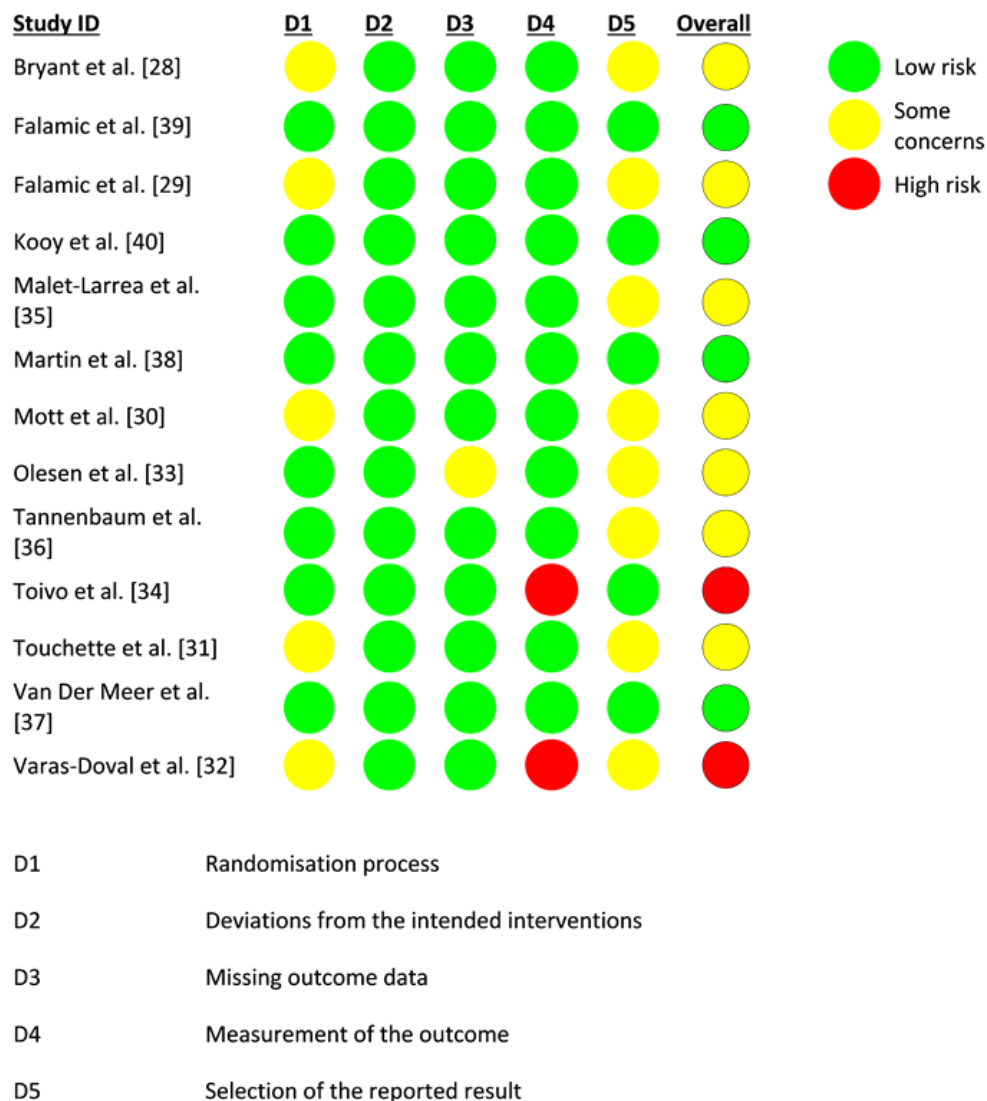 Study ID D1 D2 D3 D4 D5 Overall
Bryant et al. [28]
Low risk
Falamic et al. [39]
Some
concerns
Falamic et al. [29]
High risk
Kooy et al. [40]
Malet-Larrea et al.
[35]
Martin et al. [38]
Mott et al. [30]
Olesen et al. [33]
Tannenbaum et al.
[36]
Toivo et al. [34]
Touchette et al. [31]
Van Der Meer et al.
[37]
Varas-Doval et al. [32]
D1 Randomisation process
D2 Deviations from the intended interventions
D3 Missing outcome data
D4 Measurement of the outcome
D5 Selection of the reported result